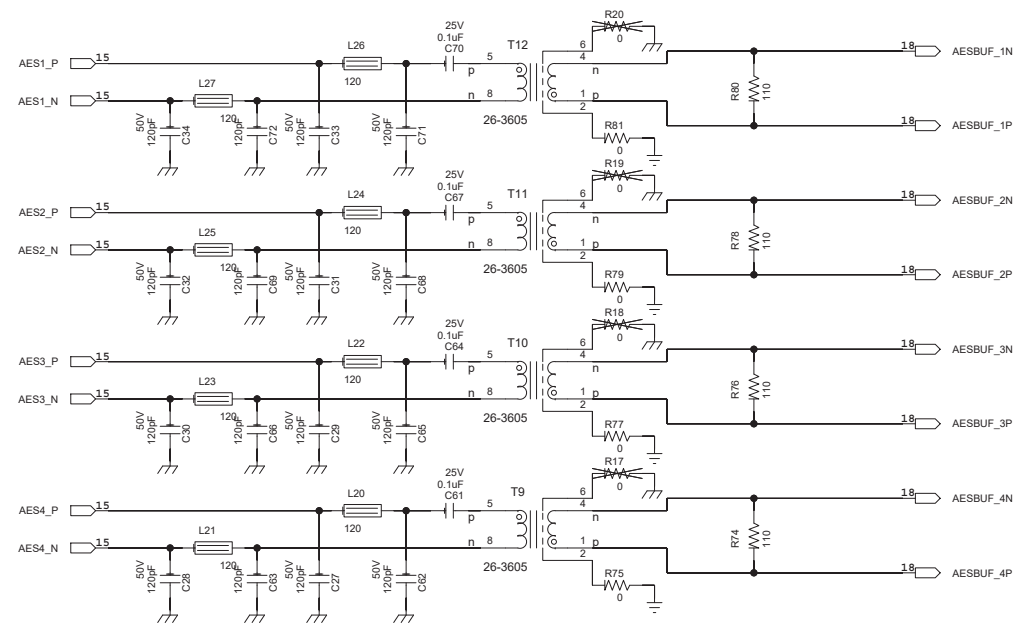 R20
0
25V
0.1uF
C70
T12
6
4
n
5
p
L26
120
AES1_P 15
18 AESBUF_1N
L27
120
AES1_N 15
n 8
1 p
2
26-3605
R80
110
50V
120pF
C34
50V
120pF
C72
50V
120pF
C33
50V
120pF
C71
R81
0
18 AESBUF_1P
R19
0
25V
0.1uF
C67
T11
6
4
n
5
p
L24
120
AES2_P 15
18 AESBUF_2N
L25
120
AES2_N 15
n 8
1 p
2
26-3605
R78
110
50V
120pF
C32
50V
120pF
C69
50V
120pF
C31
50V
120pF
C68
R79
0
18 AESBUF_2P
R18
0
25V
0.1uF
C64
T10
6
4
n
5
p
L22
120
AES3_P 15
18 AESBUF_3N
L23
120
AES3_N 15
n 8
1 p
2
26-3605
R76
110
50V
120pF
C30
50V
120pF
C66
50V
120pF
C29
50V
120pF
C65
R77
0
18 AESBUF_3P
R17
0
25V
0.1uF
C61
T9
6
4
n
5
p
L20
120
AES4_P 15
18 AESBUF_4N
L21
120
AES4_N 15
n 8
1 p
2
26-3605
R74
110
50V
120pF
C28
50V
120pF
C63
50V
120pF
C27
50V
120pF
C62
R75
0
18 AESBUF_4P